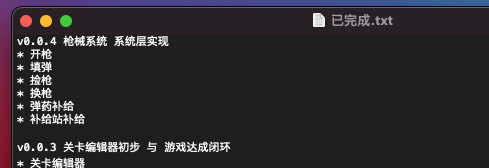 已完成.txt
v0.0.4 枪械系统 系统层实现
* 开枪
* 填弹
* 捡枪
* 换枪
* 弹药补给
* 补给站补给
v0.0.3 关卡编辑器初步 与 游戏达成闭环
* 关卡编辑器